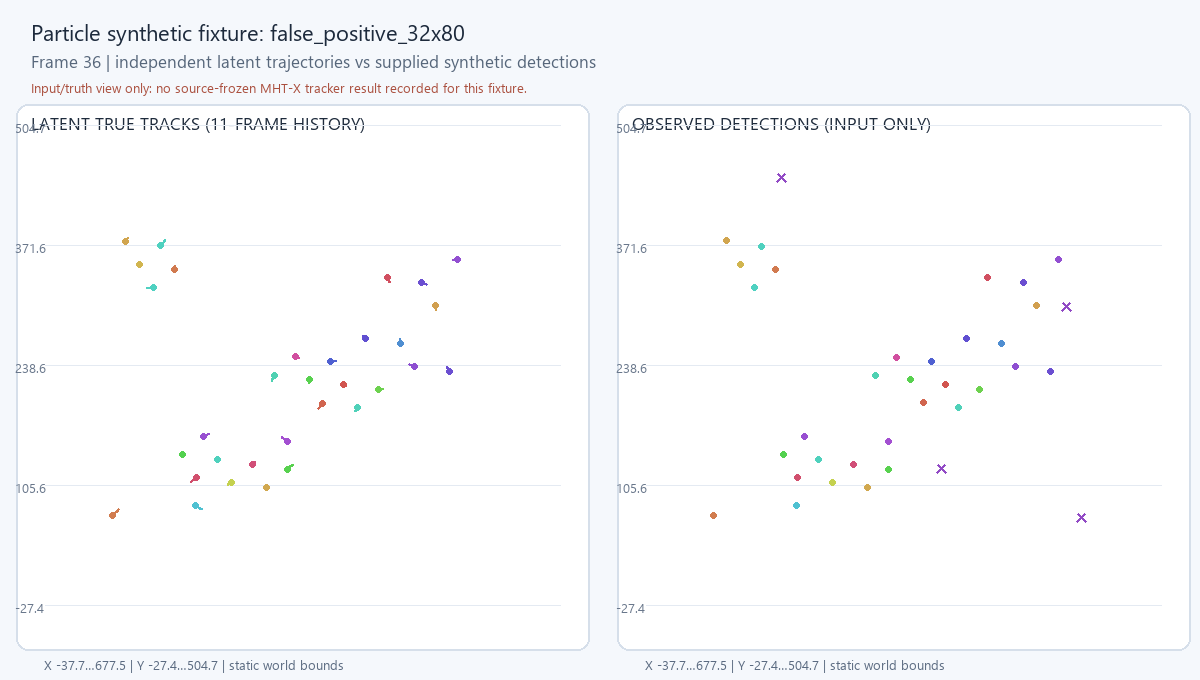 Particle synthetic fixture: false_positive_32x80
Frame 36 | independent latent trajectories vs supplied synthetic detections
Input/truth view only: no source-frozen MHT-X tracker result recorded for this fixture.
LATENT TRUE TRACKS (11-FRAME HISTORY)
504.7
371.6
238.6
105.6
-27.4
X -37.7...677.5 | Y -27.4...504.7 | static world bounds
OBSERVED DETECTIONS (INPUT ONLY)
504.7
371.6
238.6
105.6
-27.4
X -37.7...677.5 | Y -27.4...504.7 | static world bounds